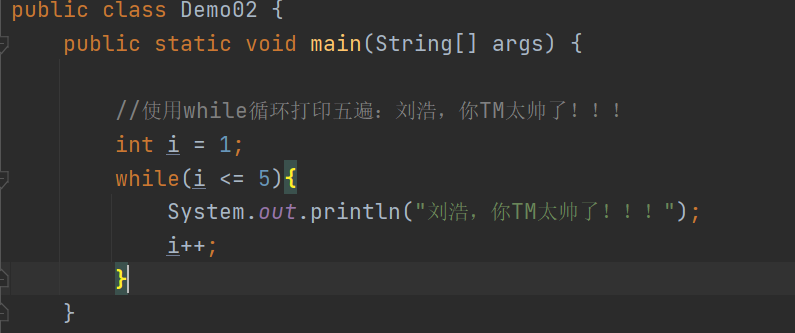 public class Demo02 {
public static void main(String[] args) {
//使用while循环打印五遍：刘浩，你TM太帅了！！！
int i = 1;
while(i <= 5){
System.out.println("刘浩，你TM太帅了！！！");
i++;
}
}